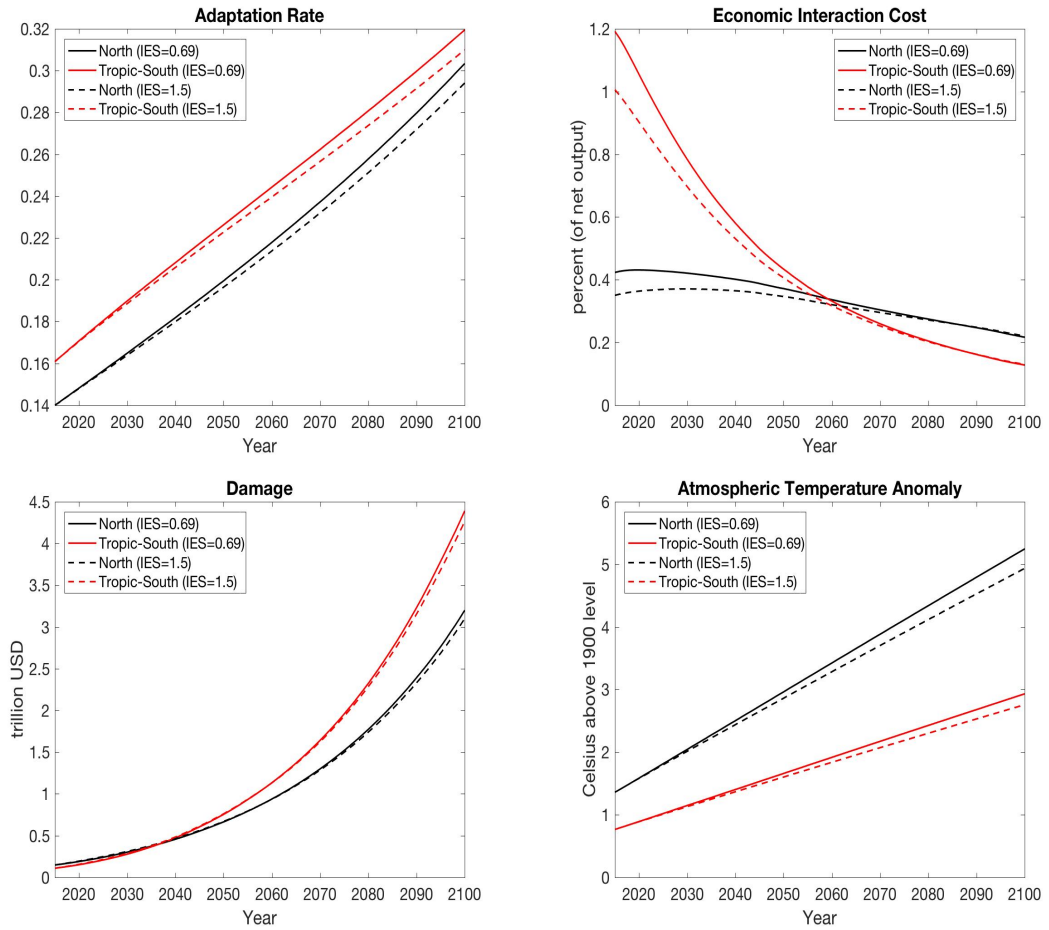 Adaptation Rate
0.32
0.3
0.28
0.26
0.24
0.22
0.2
0.18
0.16
0.14
North (IES=0.69)
Tropic-South (IES=0.69)
North (IES=1.5)
Tropic-South (IES=1.5)
2020 2030 2040 2050 2060 2070 2080 2090 2100
Year
Economic Interaction Cost
percent (of net output)
1.2
1
0.8
0.6
0.4
0.2
0
North (IES=0.69)
Tropic-South (IES=0.69)
North (IES=1.5)
Tropic-South (IES=1.5)
2020 2030 2040 2050 2060 2070 2080 2090 2100
Year
Damage
trillion USD
4.5
4
3.5
3
2.5
2
1.5
1
0.5
0
North (IES=0.69)
Tropic-South (IES=0.69)
North (IES=1.5)
Tropic-South (IES=1.5)
2020 2030 2040 2050 2060 2070 2080 2090 2100
Year
Atmospheric Temperature Anomaly
Celsius above 1900 level
6
5
4
3
2
1
0
North (IES=0.69)
Tropic-South (IES=0.69)
North (IES=1.5)
Tropic-South (IES=1.5)
2020 2030 2040 2050 2060 2070 2080 2090 2100
Year